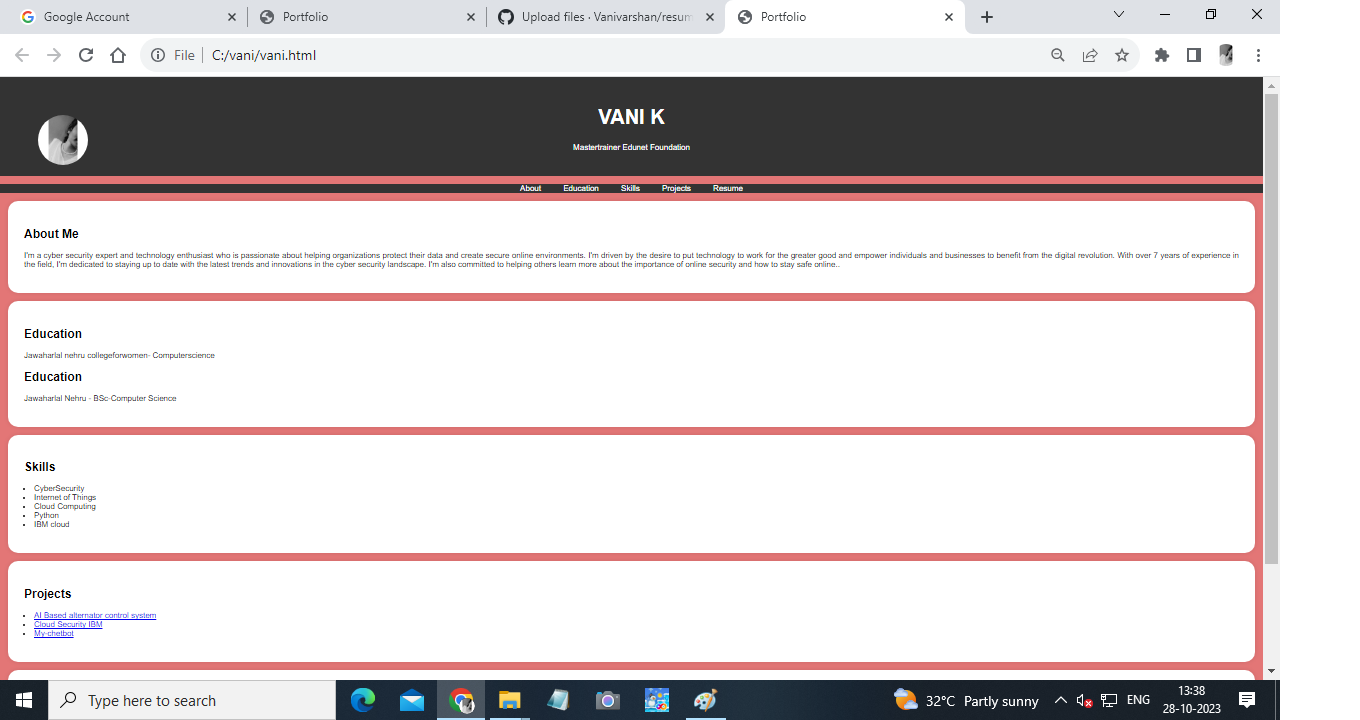 Google Account
Portfolio
Upload files · Vanivarshan/resum
Portfolio
File
C:/vani/vani.html
VANI K
Mastertrainer Edunet Foundation
About Education Skills Projects Resume
About Me
I'm a cyber security expert and technology enthusiast who is passionate about helping organizations protect their data and create secure online environments. I'm driven by the desire to put technology to work for the greater good and empower individuals and businesses to benefit from the digital revolution. With over 7 years of experience in
the field, I'm dedicated to staying up to date with the latest trends and innovations in the cyber security landscape. I'm also committed to helping others learn more about the importance of online security and how to stay safe online..
Education
Jawaharlal nehru collegeforwomen- Computerscience
Education
Jawaharlal Nehru - BSc-Computer Science
Skills
CyberSecurity
Internet of Things
Cloud Computing
Python
IBM cloud
Projects
AI Based alternator control system
Cloud Security IBM
My-chetbot
Type here to search
32°C Partly sunny
ENG
13:38
28-10-2023